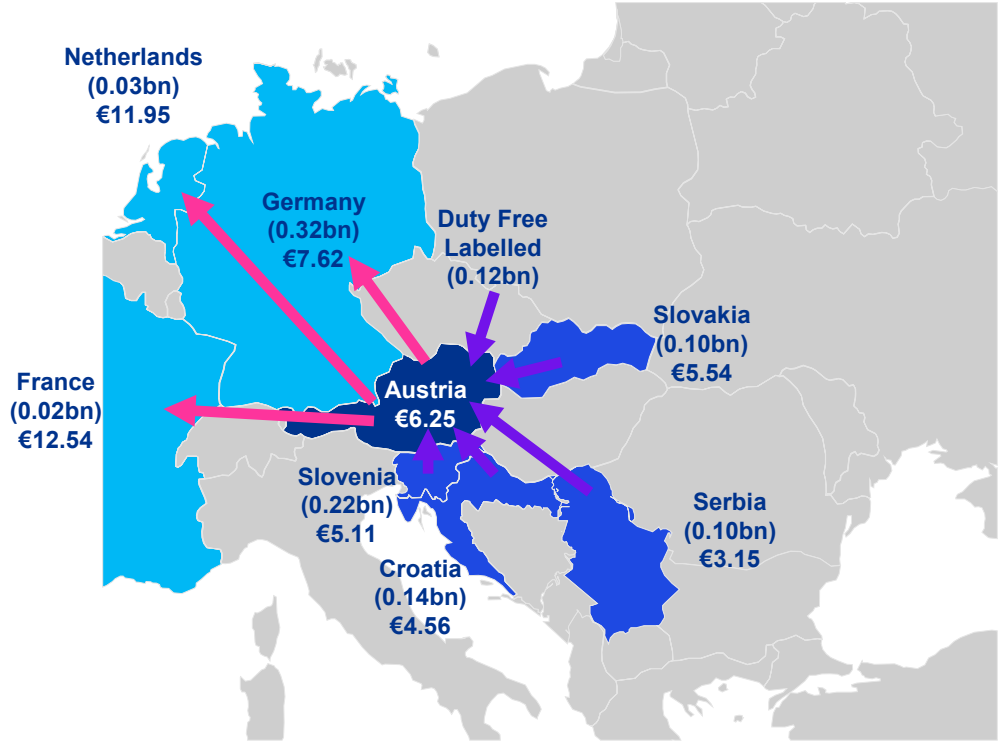 Netherlands
(0.03bn)
€11.95
Germany
(0.32bn)
€7.62
Duty Free
Labelled
(0.12bn)
Slovakia
(0.10bn)
€5.54
France
(0.02bn)
€12.54
Austria
€6.25
Slovenia
(0.22bn)
€5.11
Serbia
(0.10bn)
€3.15
Croatia
(0.14bn)
€4.56